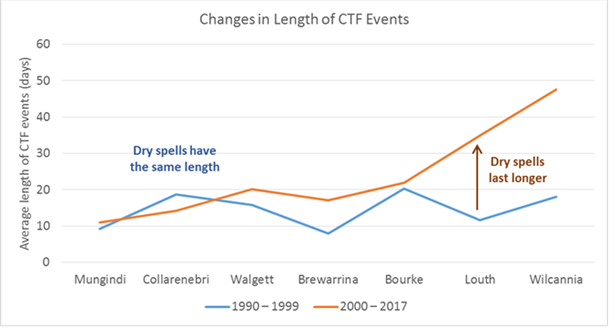 Changes in Length of CTF Events
Average length of CTF events (days)
60
50
40
30
20
10
0
Dry spells have
the same length
Dry spells
last longer
Mungindi Collarenebri Walgett Brewarrina Bourke Louth Wilcannia
1990 – 1999 2000 – 2017